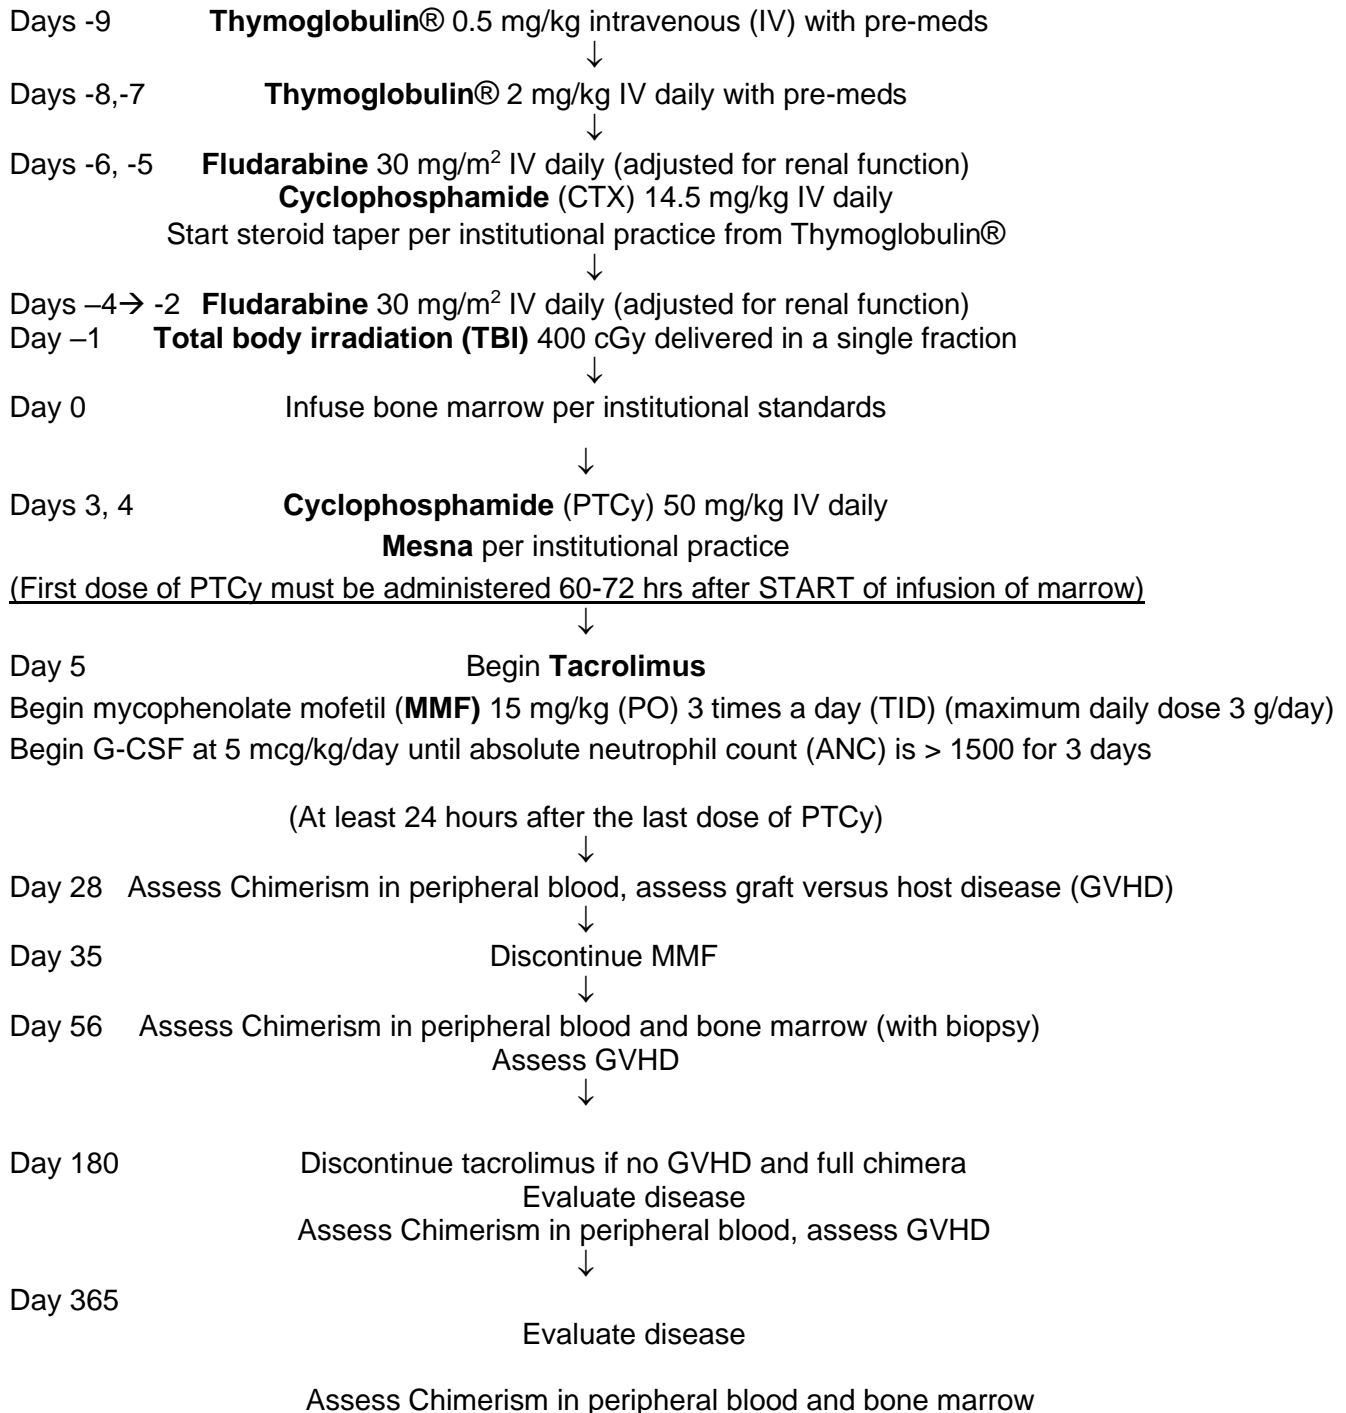 Days -9 Thymoglobulin® 0.5 mg/kg intravenous (IV) with pre-meds
↓
Days -8,-7 Thymoglobulin® 2 mg/kg IV daily with pre-meds
↓
Days -6, -5 Fludarabine 30 mg/m² IV daily (adjusted for renal function)
Cyclophosphamide (CTX) 14.5 mg/kg IV daily
Start steroid taper per institutional practice from Thymoglobulin®
↓
Days –4→ -2 Fludarabine 30 mg/m² IV daily (adjusted for renal function)
Day –1 Total body irradiation (TBI) 400 cGy delivered in a single fraction
↓
Day 0 Infuse bone marrow per institutional standards
↓
Days 3, 4 Cyclophosphamide (PTCy) 50 mg/kg IV daily
Mesna per institutional practice
(First dose of PTCy must be administered 60-72 hrs after START of infusion of marrow)
↓
Day 5 Begin Tacrolimus
Begin mycophenolate mofetil (MMF) 15 mg/kg (PO) 3 times a day (TID) (maximum daily dose 3 g/day)
Begin G-CSF at 5 mcg/kg/day until absolute neutrophil count (ANC) is > 1500 for 3 days
(At least 24 hours after the last dose of PTCy)
↓
Day 28 Assess Chimerism in peripheral blood, assess graft versus host disease (GVHD)
↓
Day 35 Discontinue MMF
↓
Day 56 Assess Chimerism in peripheral blood and bone marrow (with biopsy)
Assess GVHD
↓
Day 180 Discontinue tacrolimus if no GVHD and full chimera
Evaluate disease
Assess Chimerism in peripheral blood, assess GVHD
↓
Day 365
Evaluate disease
Assess Chimerism in peripheral blood and bone marrow